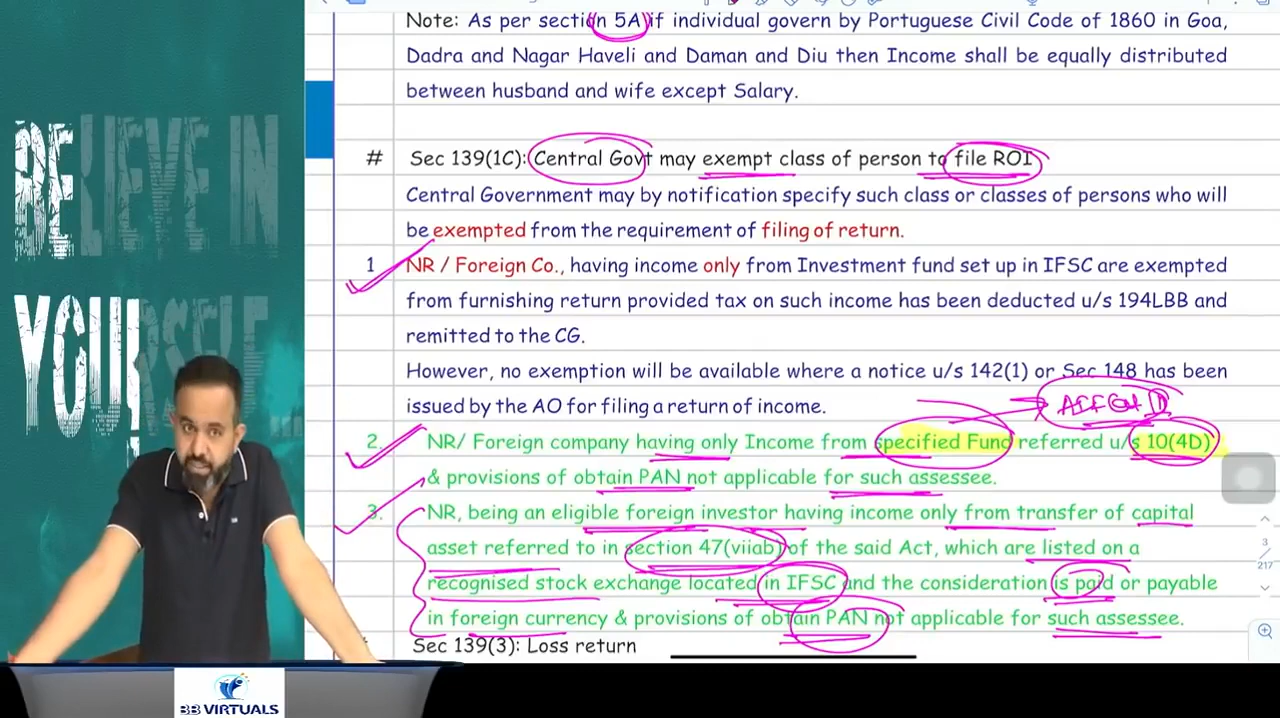 BELIEVE IN
YOURSELF
BB VIRTUALS
Note: As per section 5A if individual govern by Portuguese Civil Code of 1860 in Goa,
Dadra and Nagar Haveli and Daman and Diu then Income shall be equally distributed
between husband and wife except Salary.
# Sec 139(1C): Central Govt may exempt class of person to file ROI
Central Government may by notification specify such class or classes of persons who will
be exempted from the requirement of filing of return.
1 NR / Foreign Co., having income only from Investment fund set up in IFSC are exempted
from furnishing return provided tax on such income has been deducted u/s 194LBB and
remitted to the CG.
However, no exemption will be available where a notice u/s 142(1) or Sec 148 has been
issued by the AO for filing a return of income.
2. NR/ Foreign company having only Income from specified Fund referred u/s 10(4D)
& provisions of obtain PAN not applicable for such assessee.
3. NR, being an eligible foreign investor having income only from transfer of capital
asset referred to in section 47(viiab) of the said Act, which are listed on a
recognised stock exchange located in IFSC and the consideration is paid or payable
in foreign currency & provisions of obtain PAN not applicable for such assessee.
Sec 139(3): Loss return
3
217